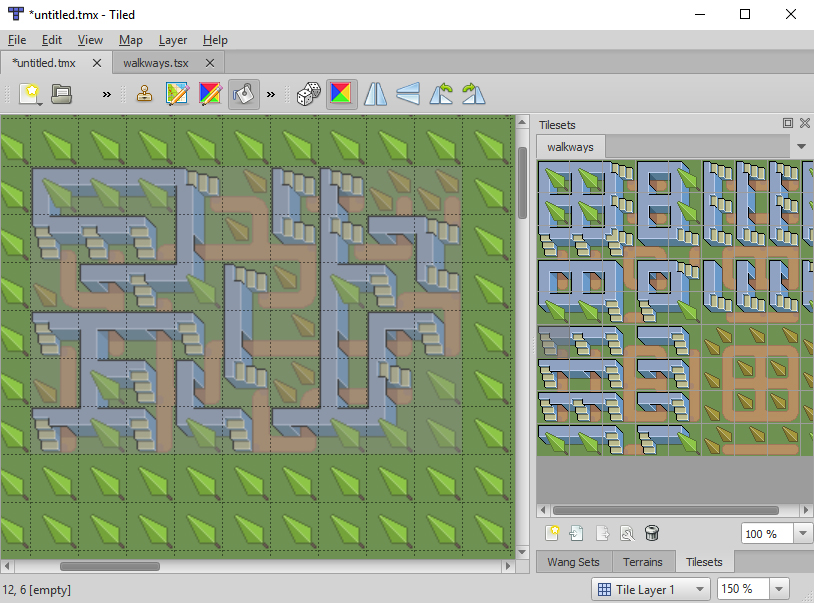 *untitled.tmx - Tiled
File Edit View Map Layer Help
*untitled.tmx walkways.tsx
Tilesets
walkways
100 %
Wang Sets Terrains Tilesets
12, 6 [empty] Tile Layer 1 150 %